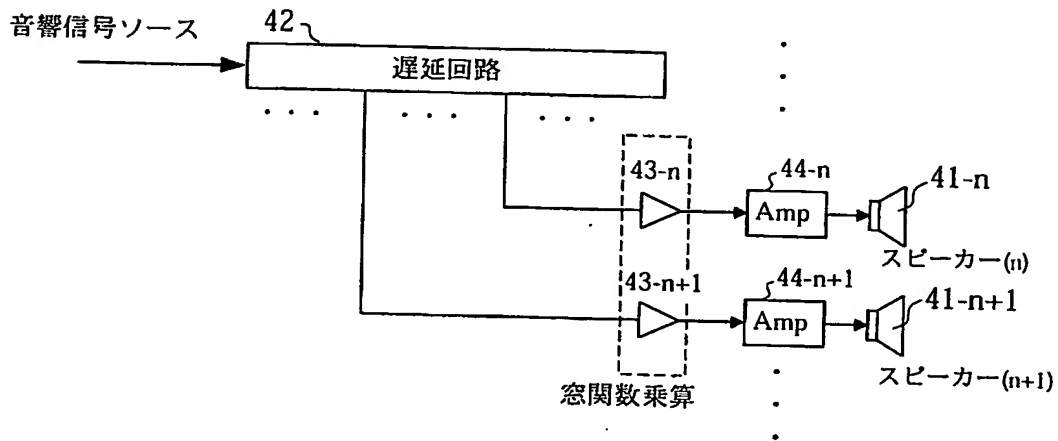 音響信号ソース
42
遅延回路
43-n
44-n
41-n
Amp
スピーカー(n)
43-n+1
44-n+1
41-n+1
Amp
スピーカー(n+1)
窓関数乗算